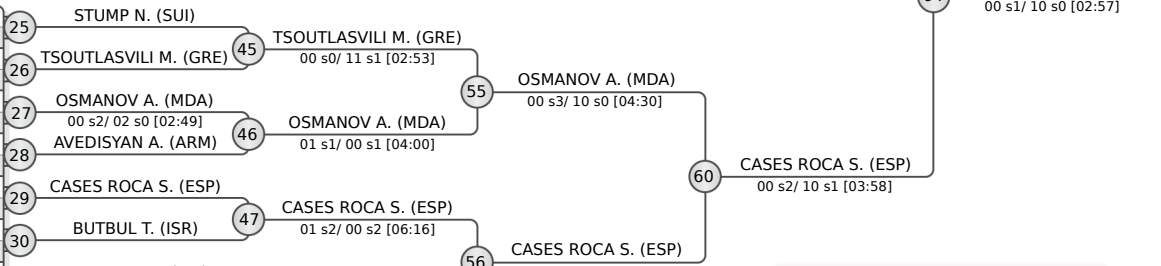 00 s1/ 10 s0 [02:57]
25
STUMP N. (SUI)
45
TSOUTLASVILI M. (GRE)
00 s0/ 11 s1 [02:53]
26
TSOUTLASVILI M. (GRE)
55
OSMANOV A. (MDA)
00 s3/ 10 s0 [04:30]
27
OSMANOV A. (MDA)
00 s2/ 02 s0 [02:49]
46
OSMANOV A. (MDA)
01 s1/ 00 s1 [04:00]
28
AVEDISYAN A. (ARM)
60
CASES ROCA S. (ESP)
00 s2/ 10 s1 [03:58]
29
CASES ROCA S. (ESP)
47
CASES ROCA S. (ESP)
01 s2/ 00 s2 [06:16]
30
BUTBUL T. (ISR)
56
CASES ROCA S. (ESP)